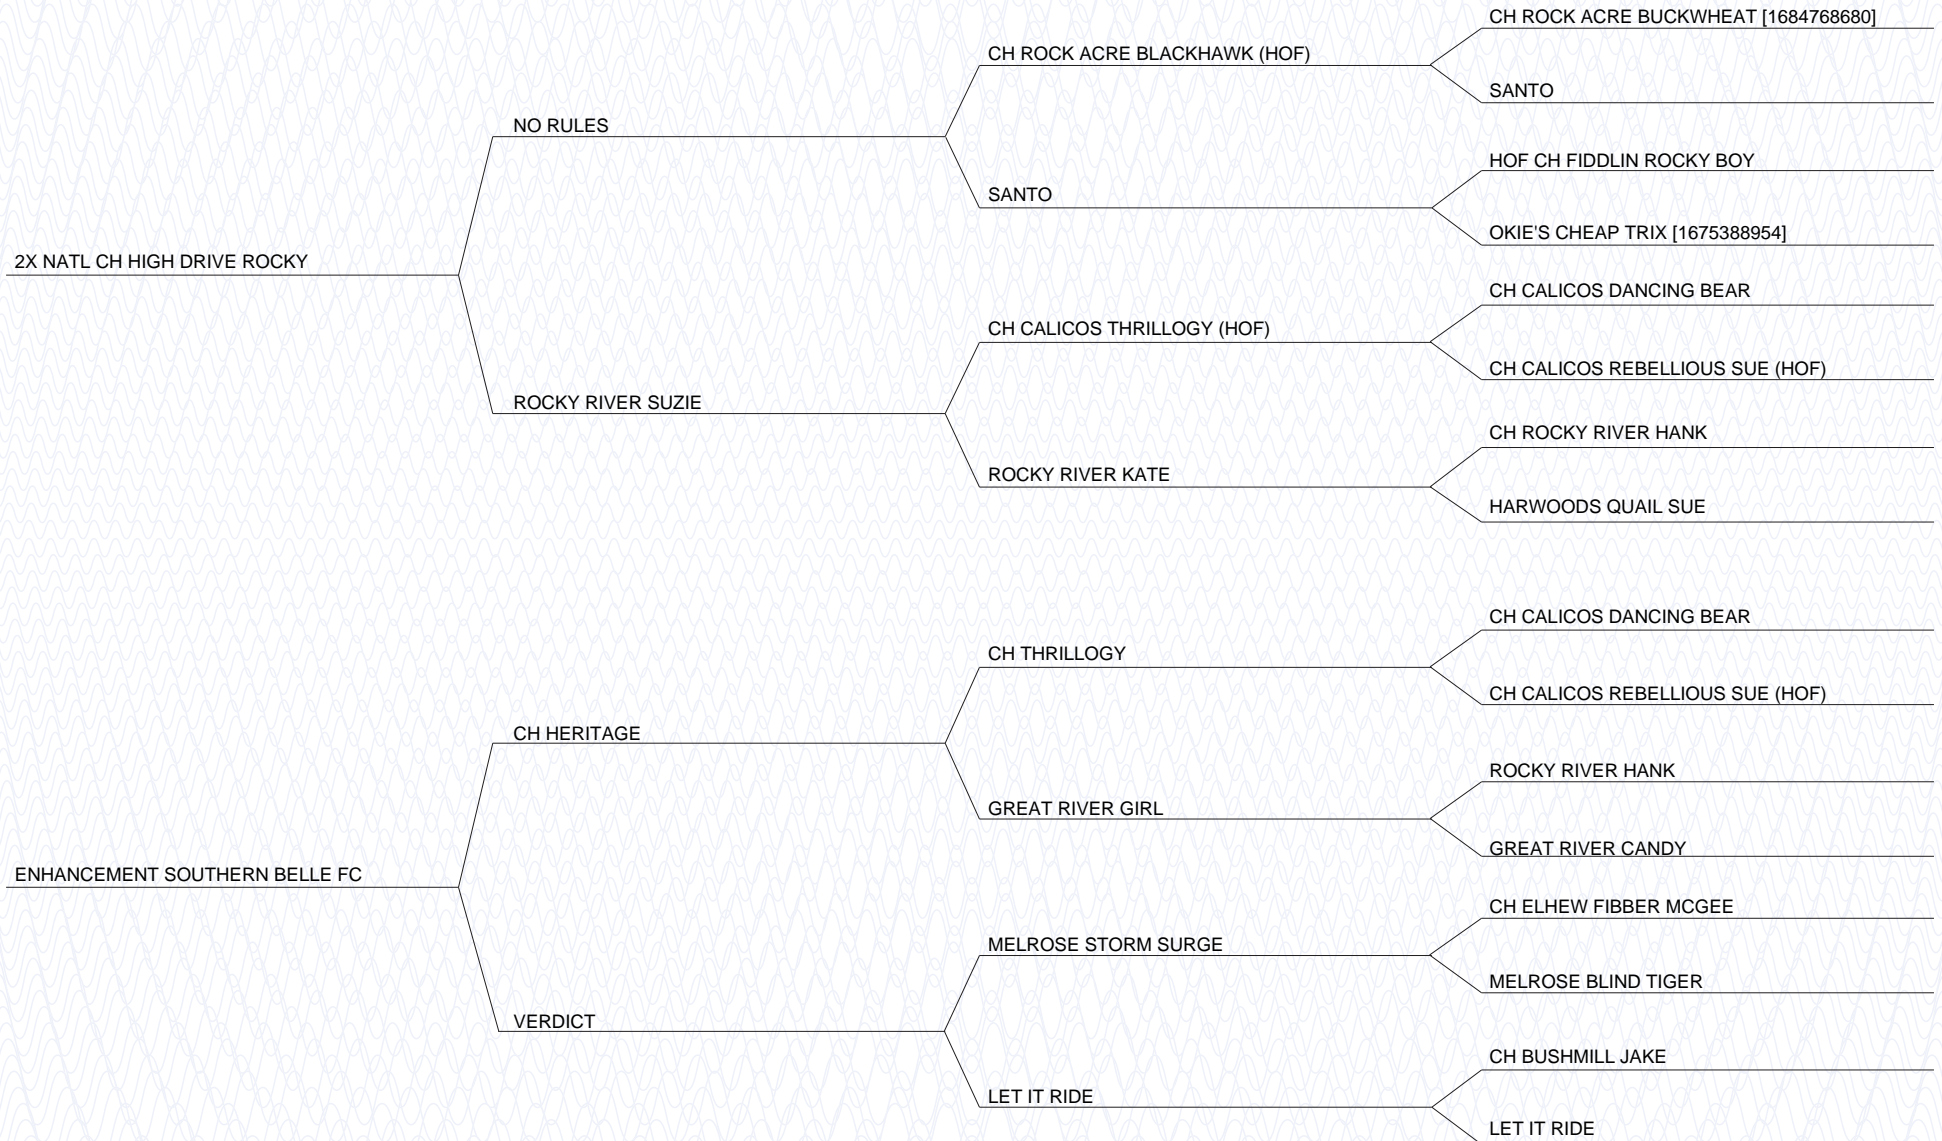 CH ROCK ACRE BUCKWHEAT [1684768680]
CH ROCK ACRE BLACKHAWK (HOF)
SANTO
NO RULES
HOF CH FIDDLIN ROCKY BOY
SANTO
OKIE'S CHEAP TRIX [1675388954]
2X NATL CH HIGH DRIVE ROCKY
CH CALICOS DANCING BEAR
CH CALICOS THRILLOGY (HOF)
CH CALICOS REBELLIOUS SUE (HOF)
ROCKY RIVER SUZIE
CH ROCKY RIVER HANK
ROCKY RIVER KATE
HARWOODS QUAIL SUE
CH CALICOS DANCING BEAR
CH THRILLOGY
CH CALICOS REBELLIOUS SUE (HOF)
CH HERITAGE
ROCKY RIVER HANK
GREAT RIVER GIRL
GREAT RIVER CANDY
ENHANCEMENT SOUTHERN BELLE FC
CH ELHEW FIBBER MCGEE
MELROSE STORM SURGE
MELROSE BLIND TIGER
VERDICT
CH BUSHMILL JAKE
LET IT RIDE
LET IT RIDE